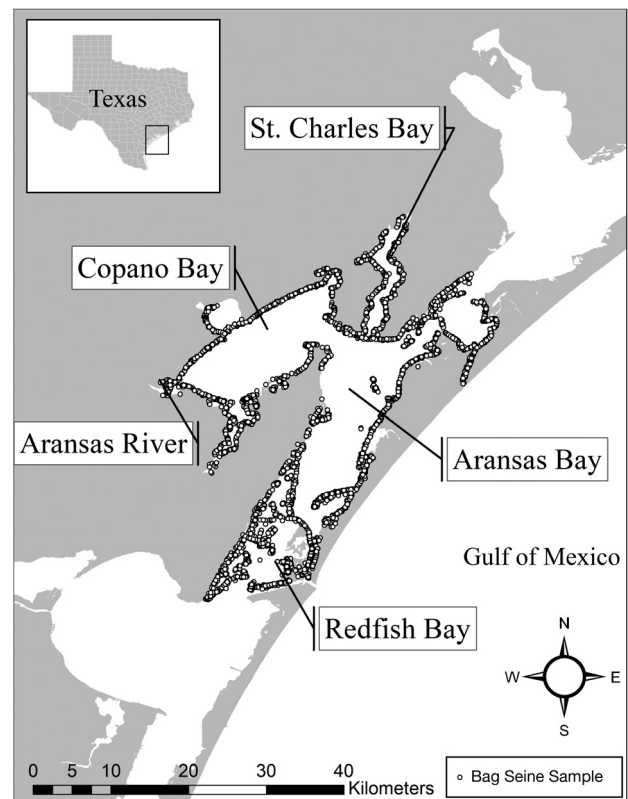 Texas
St. Charles Bay
Copano Bay
Aransas River
Aransas Bay
Gulf of Mexico
Redfish Bay
N
W
E
S
0 5 10 20 30 40
Kilometers
Bag Seine Sample